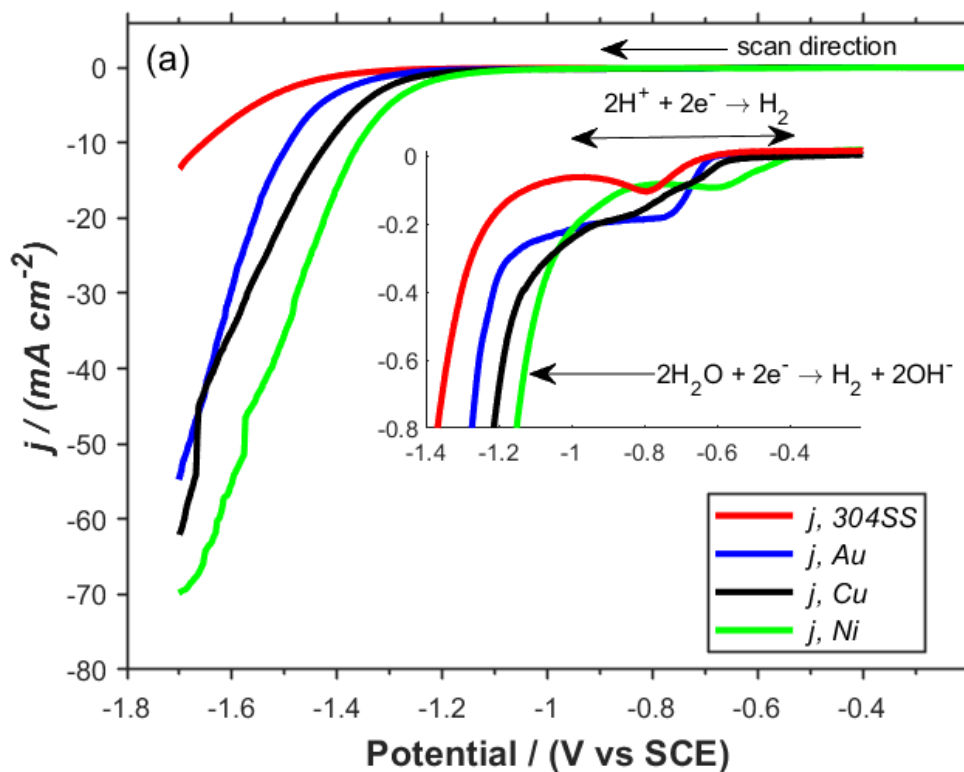 (a)
scan direction
2H⁺ + 2e⁻ → H₂
0
-10
-20
-30
-40
-50
-60
-70
-80
j / (mA cm⁻²)
0
-0.2
-0.4
-0.6
-0.8
-1.4 -1.2 -1 -0.8 -0.6 -0.4
2H₂O + 2e⁻ → H₂ + 2OH⁻
j, 304SS
j, Au
j, Cu
j, Ni
-1.8 -1.6 -1.4 -1.2 -1 -0.8 -0.6 -0.4
Potential / (V vs SCE)